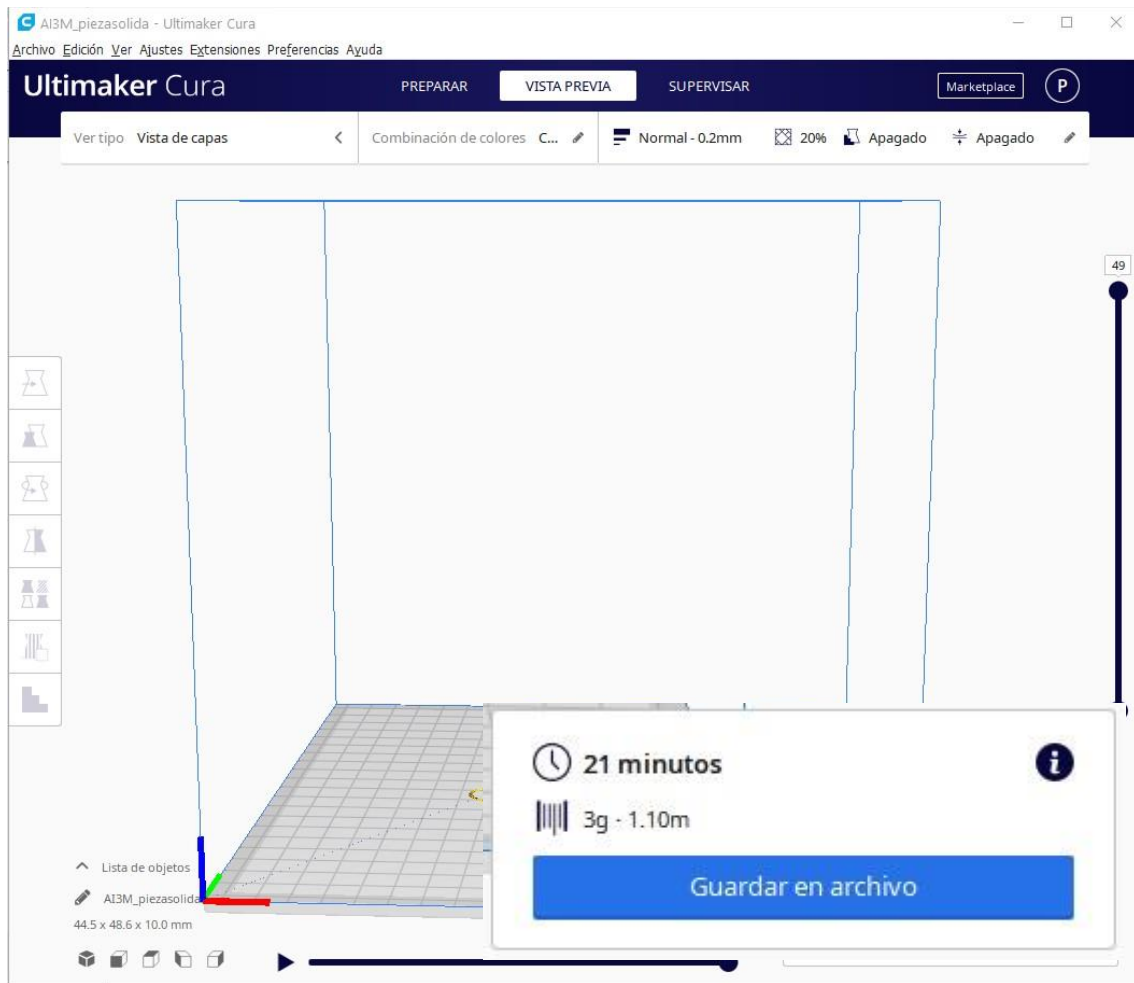 AI3M_piezasolida - Ultimaker Cura
Archivo Edición Ver Ajustes Extensiones Preferencias Ayuda
Ultimaker Cura PREPARAR VISTA PREVIA SUPERVISAR Marketplace P
Ver tipo Vista de capas Combinación de colores C... Normal - 0.2mm 20% Apagado Apagado
49
21 minutos
3g · 1.10m
Guardar en archivo
Lista de objetos
AI3M_piezasolida
44.5 x 48.6 x 10.0 mm